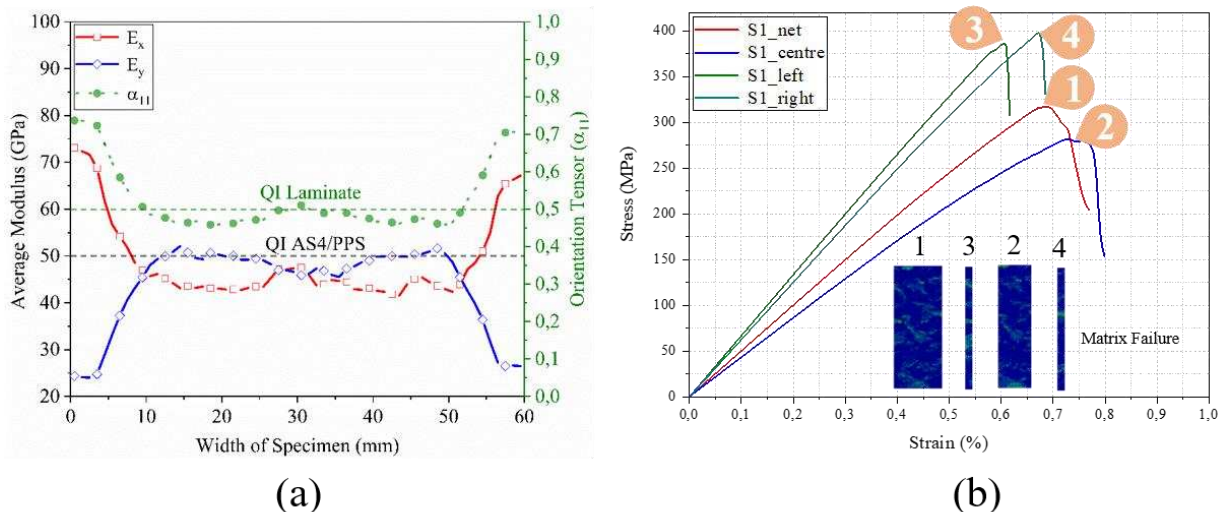 100
90
80
70
60
50
40
30
20
Average Modulus (GPa)
Eₓ
Eᵧ
α₁₁
QI Laminate
QI AS4/PPS
0
10
20
30
40
50
60
Width of Specimen (mm)
1,0
0,9
0,8
0,7
0,6
0,5
0,4
0,3
0,2
0,1
0,0
Orientation Tensor (α₁₁)
(a)
400
350
300
250
200
150
100
50
0
Stress (MPa)
S1_net
S1_centre
S1_left
S1_right
3
4
1
2
1 3 2 4
Matrix Failure
0,0 0,1 0,2 0,3 0,4 0,5 0,6 0,7 0,8 0,9 1,0
Strain (%)
(b)